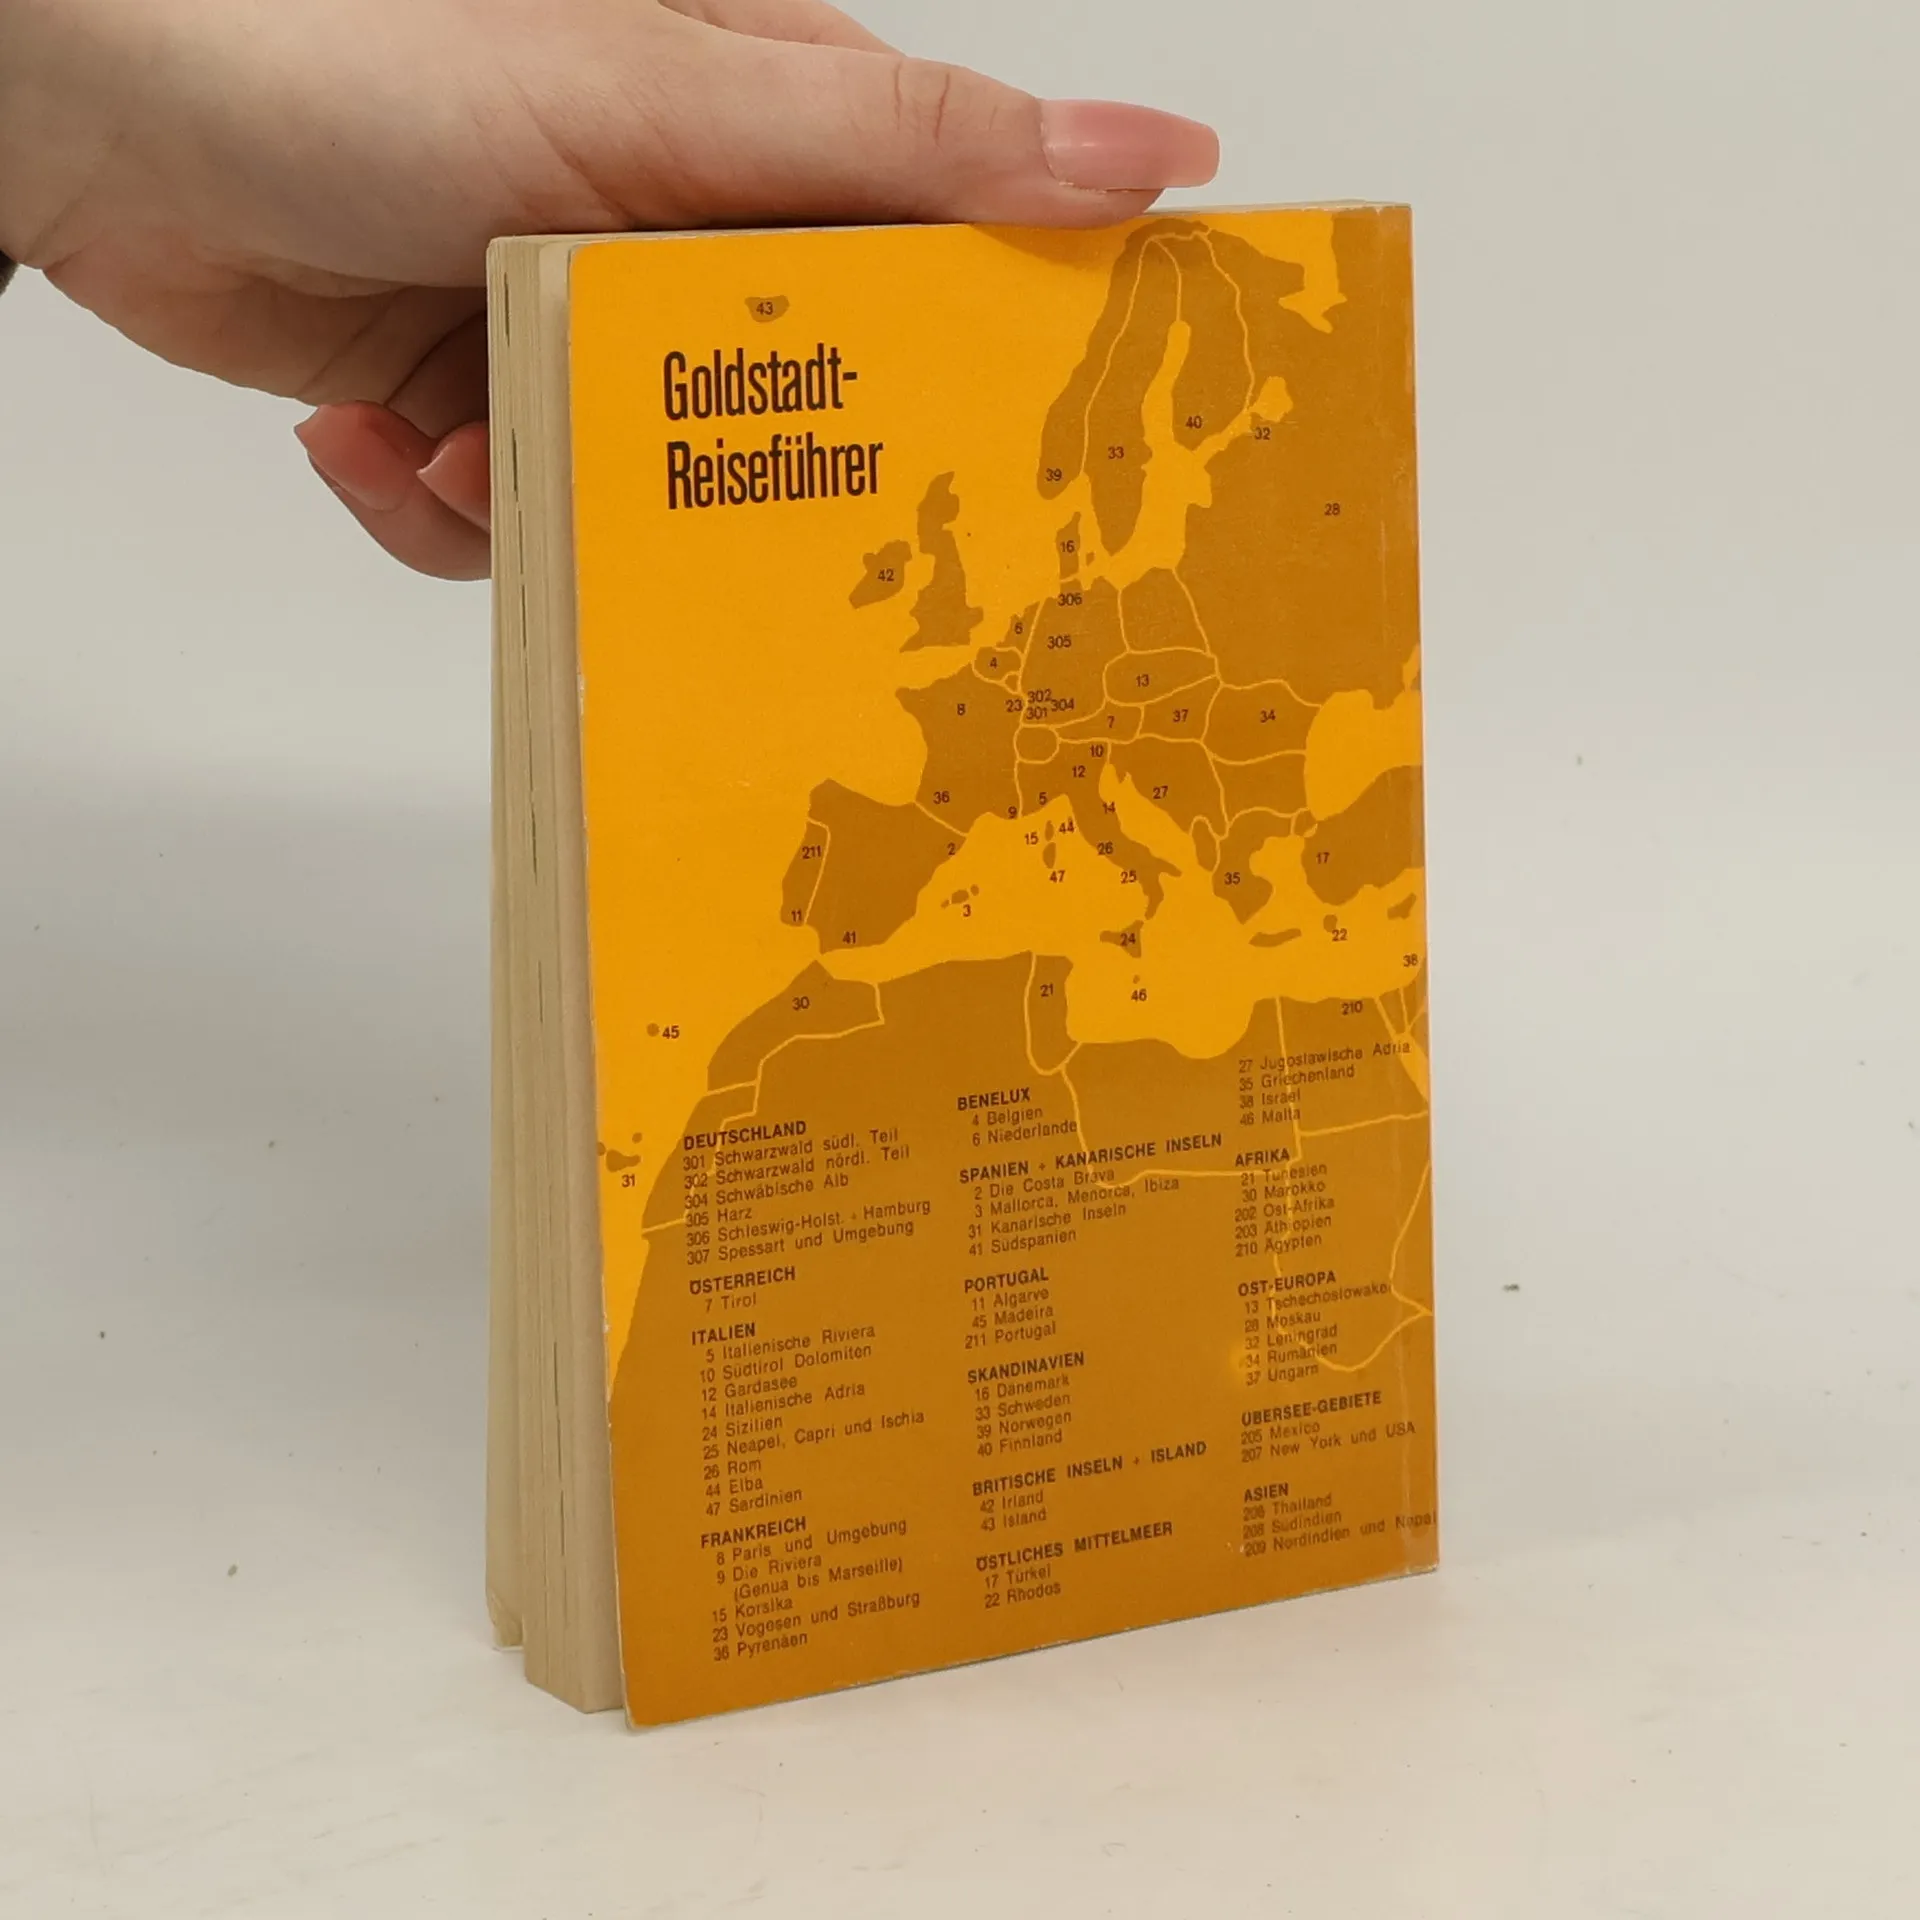 43
Goldstadt-
Reiseführer
40
32
33
39
28
16
42
306
6
305
4
13
302
23
304
301
8
7
37
34
10
12
36
5
27
9
14
44
15
2
26
211
47
25
17
35
3
11
41
24
22
38
21
46
30
210
45
31
DEUTSCHLAND
301 Schwarzwald südl. Teil
302 Schwarzwald nördl. Teil
304 Schwäbische Alb
305 Harz
306 Schleswig-Holst. + Hamburg
307 Spessart und Umgebung
ÖSTERREICH
7 Tirol
ITALIEN
5 Italienische Riviera
10 Südtirol Dolomiten
12 Gardasee
14 Italienische Adria
24 Sizilien
25 Neapel, Capri und Ischia
26 Rom
44 Elba
47 Sardinien
FRANKREICH
8 Paris und Umgebung
9 Die Riviera
(Genua bis Marseille)
15 Korsika
23 Vogesen und Straßburg
36 Pyrenäen
BENELUX
4 Belgien
6 Niederlande
SPANIEN + KANARISCHE INSELN
2 Die Costa Brava
3 Mallorca, Menorca, Ibiza
31 Kanarische Inseln
41 Südspanien
PORTUGAL
11 Algarve
45 Madeira
211 Portugal
SKANDINAVIEN
16 Dänemark
33 Schweden
39 Norwegen
40 Finnland
BRITISCHE INSELN + ISLAND
42 Irland
43 Island
ÖSTLICHES MITTELMEER
17 Türkei
22 Rhodos
27 Jugoslawische Adria
35 Griechenland
38 Israel
46 Malta
AFRIKA
21 Tunesien
30 Marokko
202 Ost-Afrika
203 Äthiopien
210 Ägypten
OST-EUROPA
13 Tschechoslowakei
28 Moskau
32 Leningrad
34 Rumänien
37 Ungarn
ÜBERSEE-GEBIETE
205 Mexico
207 New York und USA
ASIEN
206 Thailand
208 Südindien
209 Nordindien und Nepal